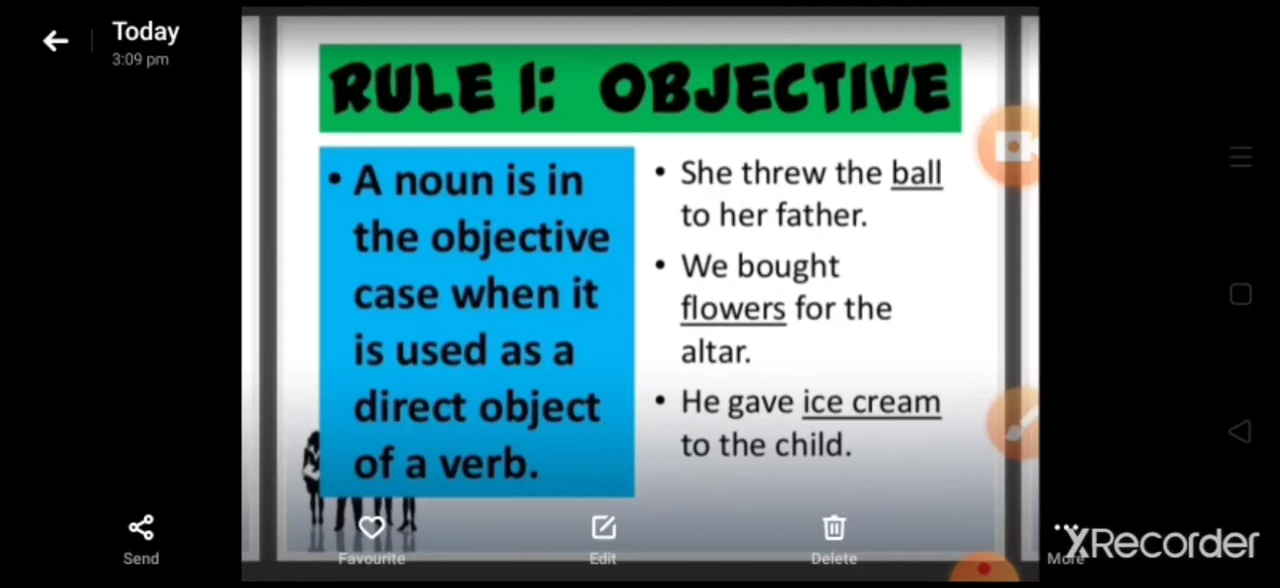 Today
3:09 pm
RULE 1: OBJECTIVE
• A noun is in
the objective
case when it
is used as a
direct object
of a verb.
• She threw the ball
to her father.
• We bought
flowers for the
altar.
• He gave ice cream
to the child.
Send
Favourite
Edit
Delete
More
XRecorder